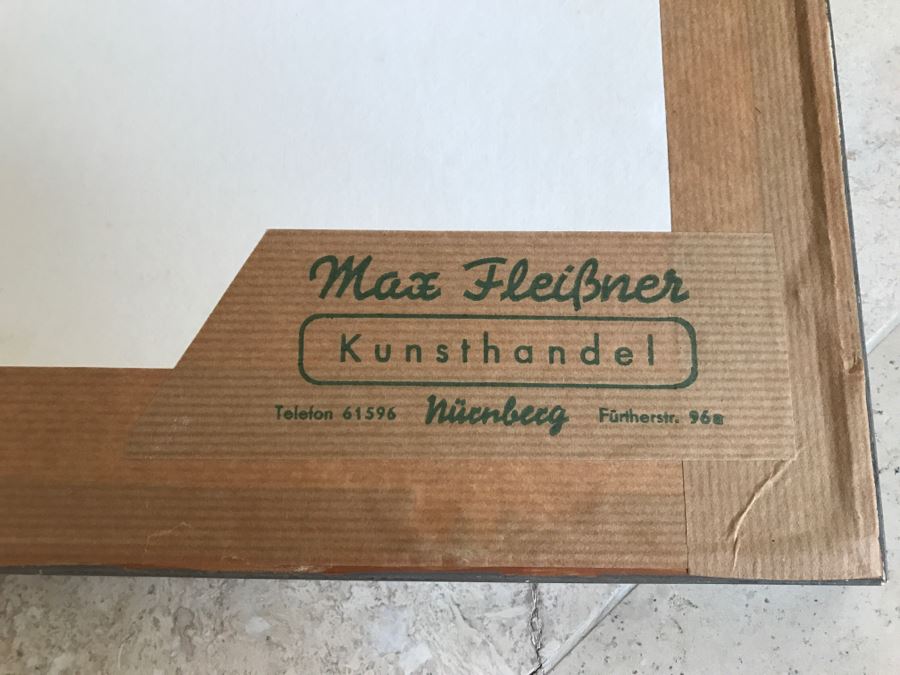 Max Fleißner
Kunsthandel
Telefon 61596 Nürnberg Fürtherstr. 96a